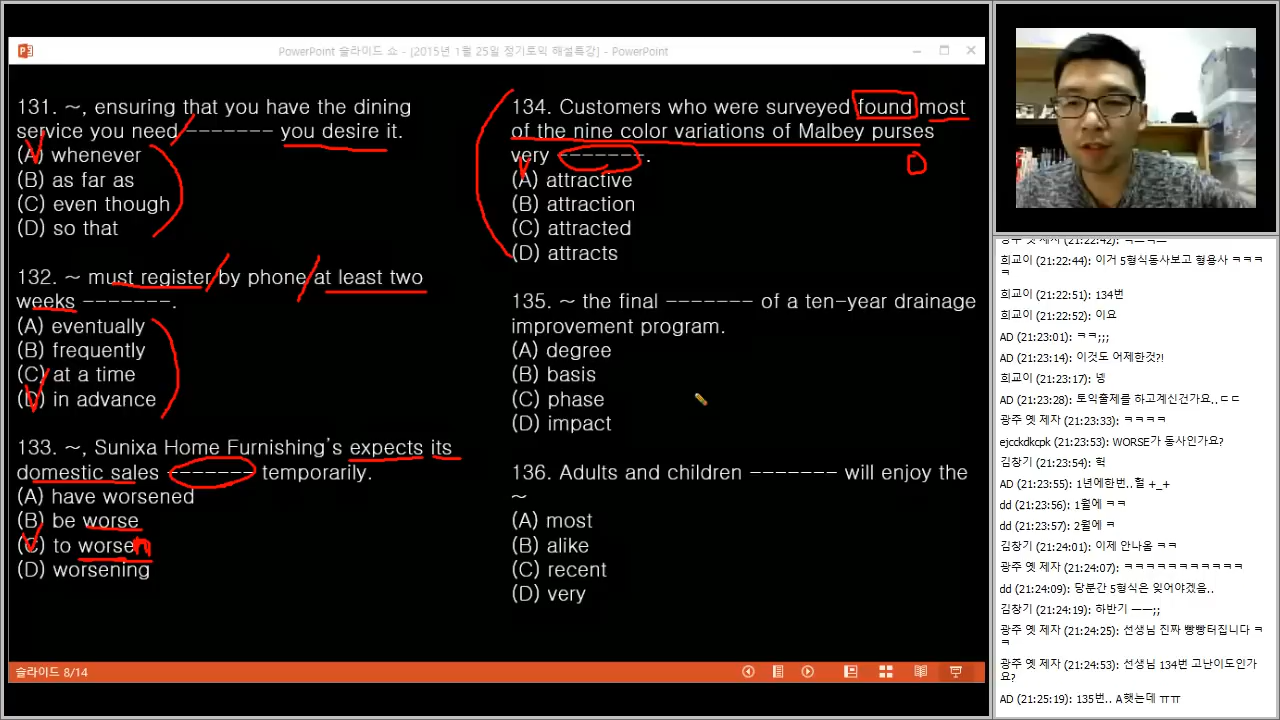 PowerPoint 슬라이드 쇼 - [2015년 1월 25일 정기토익 해설특강] - PowerPoint
131. ~, ensuring that you have the dining
service you need ------- you desire it.
(A) whenever
(B) as far as
(C) even though
(D) so that
132. ~ must register by phone at least two
weeks -------.
(A) eventually
(B) frequently
(C) at a time
(D) in advance
133. ~, Sunixa Home Furnishing's expects its
domestic sales ------- temporarily.
(A) have worsened
(B) be worse
(C) to worsen
(D) worsening
134. Customers who were surveyed found most
of the nine color variations of Malbey purses
very -------.
O
(A) attractive
(B) attraction
(C) attracted
(D) attracts
135. ~ the final ------- of a ten-year drainage
improvement program.
(A) degree
(B) basis
(C) phase
(D) impact
136. Adults and children ------- will enjoy the
~
(A) most
(B) alike
(C) recent
(D) very
슬라이드 8/14
희교이 (21:22:44): 이거 5형식동사보고 형용사 ㅋㅋㅋ
ㅋ
희교이 (21:22:51): 134번
희교이 (21:22:52): 이요
AD (21:23:01): ㅋㅋ;;;
AD (21:23:14): 이것도 어제한것?!
희교이 (21:23:17): 넹
AD (21:23:28): 토익출제를 하고계신건가요..ㄷㄷ
광주 옛 제자 (21:23:33): ㅋㅋㅋㅋ
ejcckdkcpk (21:23:53): WORSE가 동사인가요?
김창기 (21:23:54): 헉
AD (21:23:55): 1년에한번..헐 +_+
dd (21:23:56): 1월에 ㅋㅋ
dd (21:23:57): 2월에 ㅋ
김창기 (21:24:01): 이제 안나옴 ㅋㅋ
광주 옛 제자 (21:24:07): ㅋㅋㅋㅋㅋㅋㅋㅋㅋㅋㅋ
dd (21:24:09): 당분간 5형식은 잊어야겠음..
김창기 (21:24:19): 하반기 ㅡㅡ;;
광주 옛 제자 (21:24:25): 선생님 진짜 빵빵터집니다 ㅋ
ㅋ
광주 옛 제자 (21:24:53): 선생님 134번 고난이도인가
요?
AD (21:25:19): 135번.. A했는데 ㅠㅠ